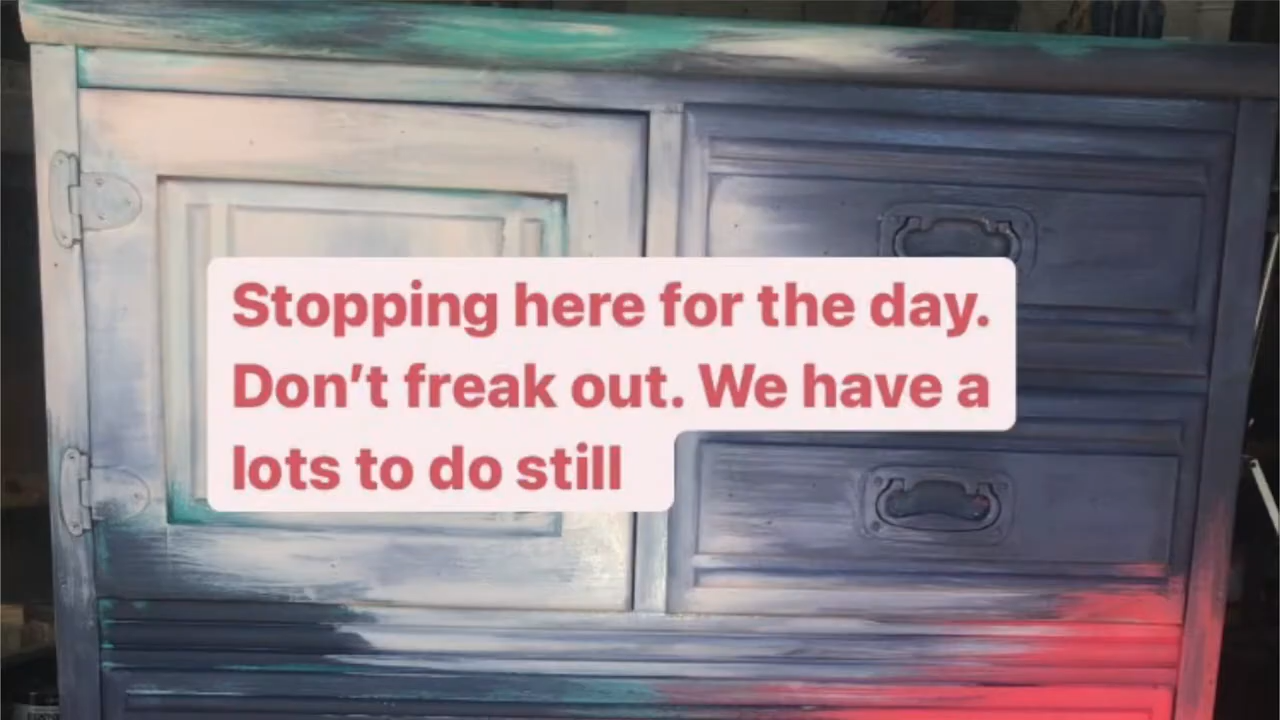 Stopping here for the day.
Don’t freak out. We have a
lots to do still